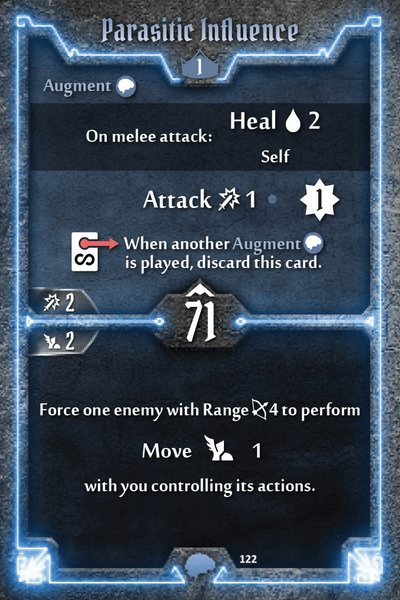 Parasitic Influence
1
Augment
Heal 2
On melee attack:
Self
Attack 1 1
When another Augment
is played, discard this card.
2
71
2
Force one enemy with Range 4 to perform
Move 1
with you controlling its actions.
122